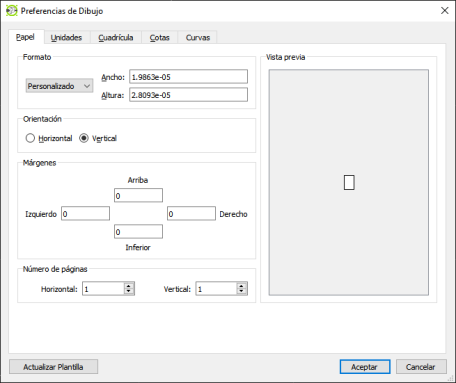 Preferencias de Dibujo
Papel Unidades Cuadrícula Cotas Curvas
Formato
Personalizado
Ancho: 1.9863e-05
Altura: 2.8093e-05
Orientación
Horizontal Vertical
Márgenes
Arriba
0
Izquierdo 0 0 Derecho
0
Inferior
Número de páginas
Horizontal: 1 Vertical: 1
Vista previa
Actualizar Plantilla Aceptar Cancelar